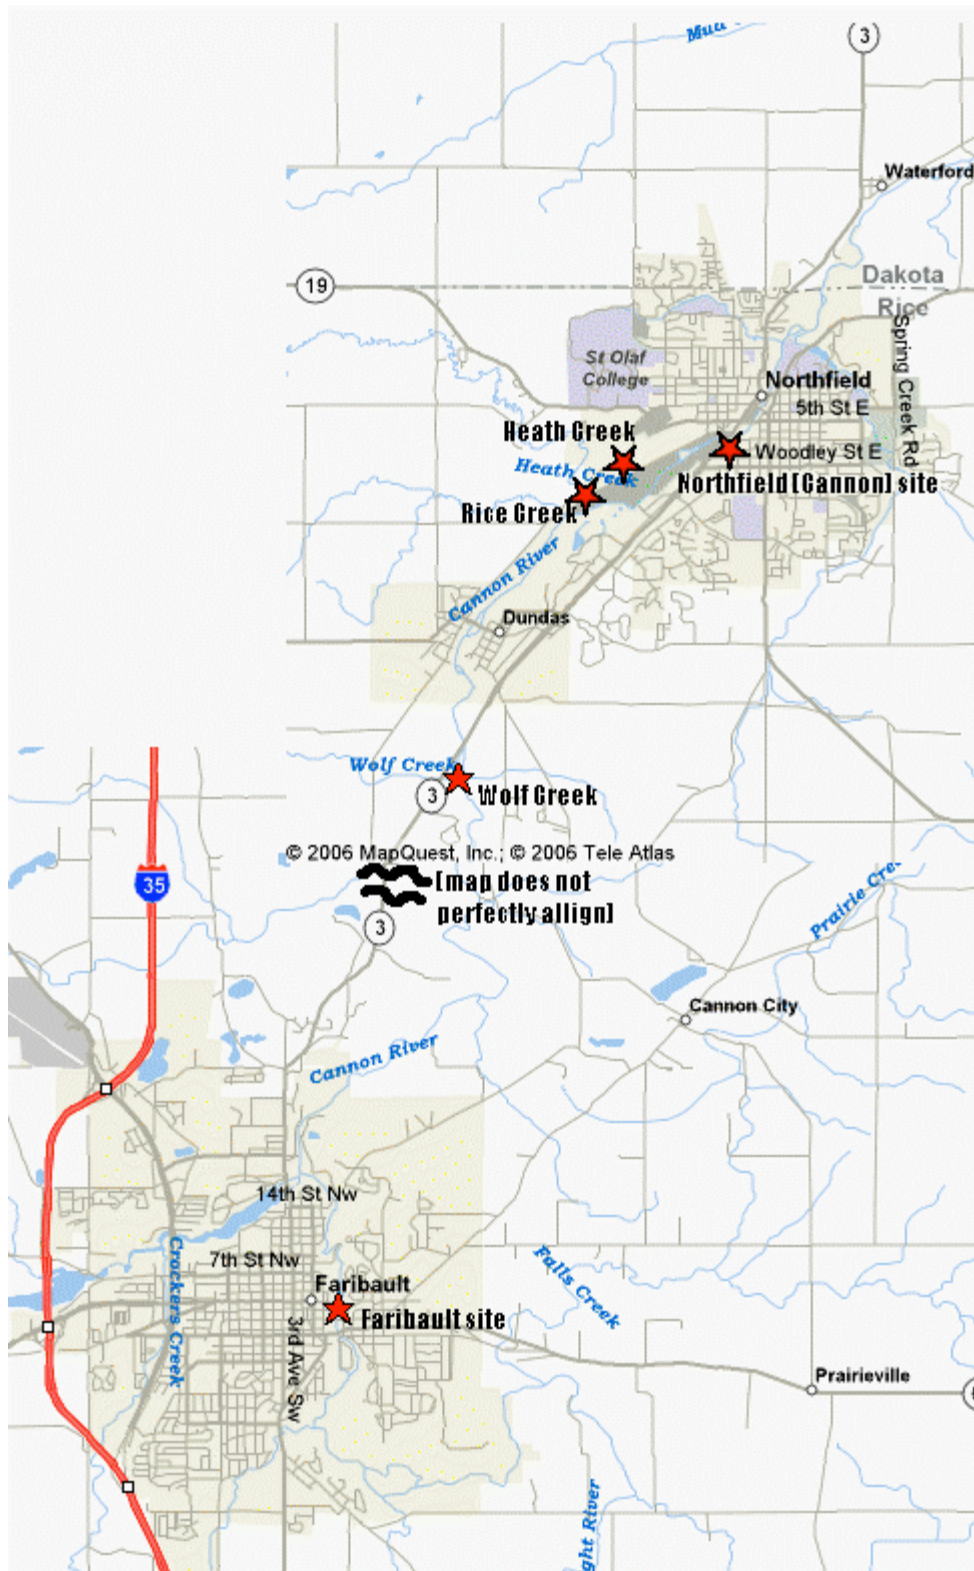 Mud
3
Waterford
19
Dakota
Rice
Spring Creek Rd
St Olaf
College
Northfield
5th St E
Heath Creek
Woodley St E
Heath Creek
Northfield [Cannon] site
Rice Creek
Cannon River
Dundas
Wolf Creek
3
Wolf Creek
© 2006 MapQuest, Inc.; © 2006 Tele Atlas
35
[map does not
perfectly allign]
3
Prairie Cre
Cannon City
Cannon River
14th St Nw
7th St Nw
Crockers Creek
Falls Creek
Faribault
Faribault site
3rd Ave SW
Prairieville
ght River